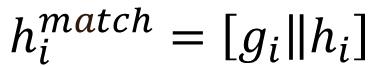 h_i^{match} = [g_i‖h_i]